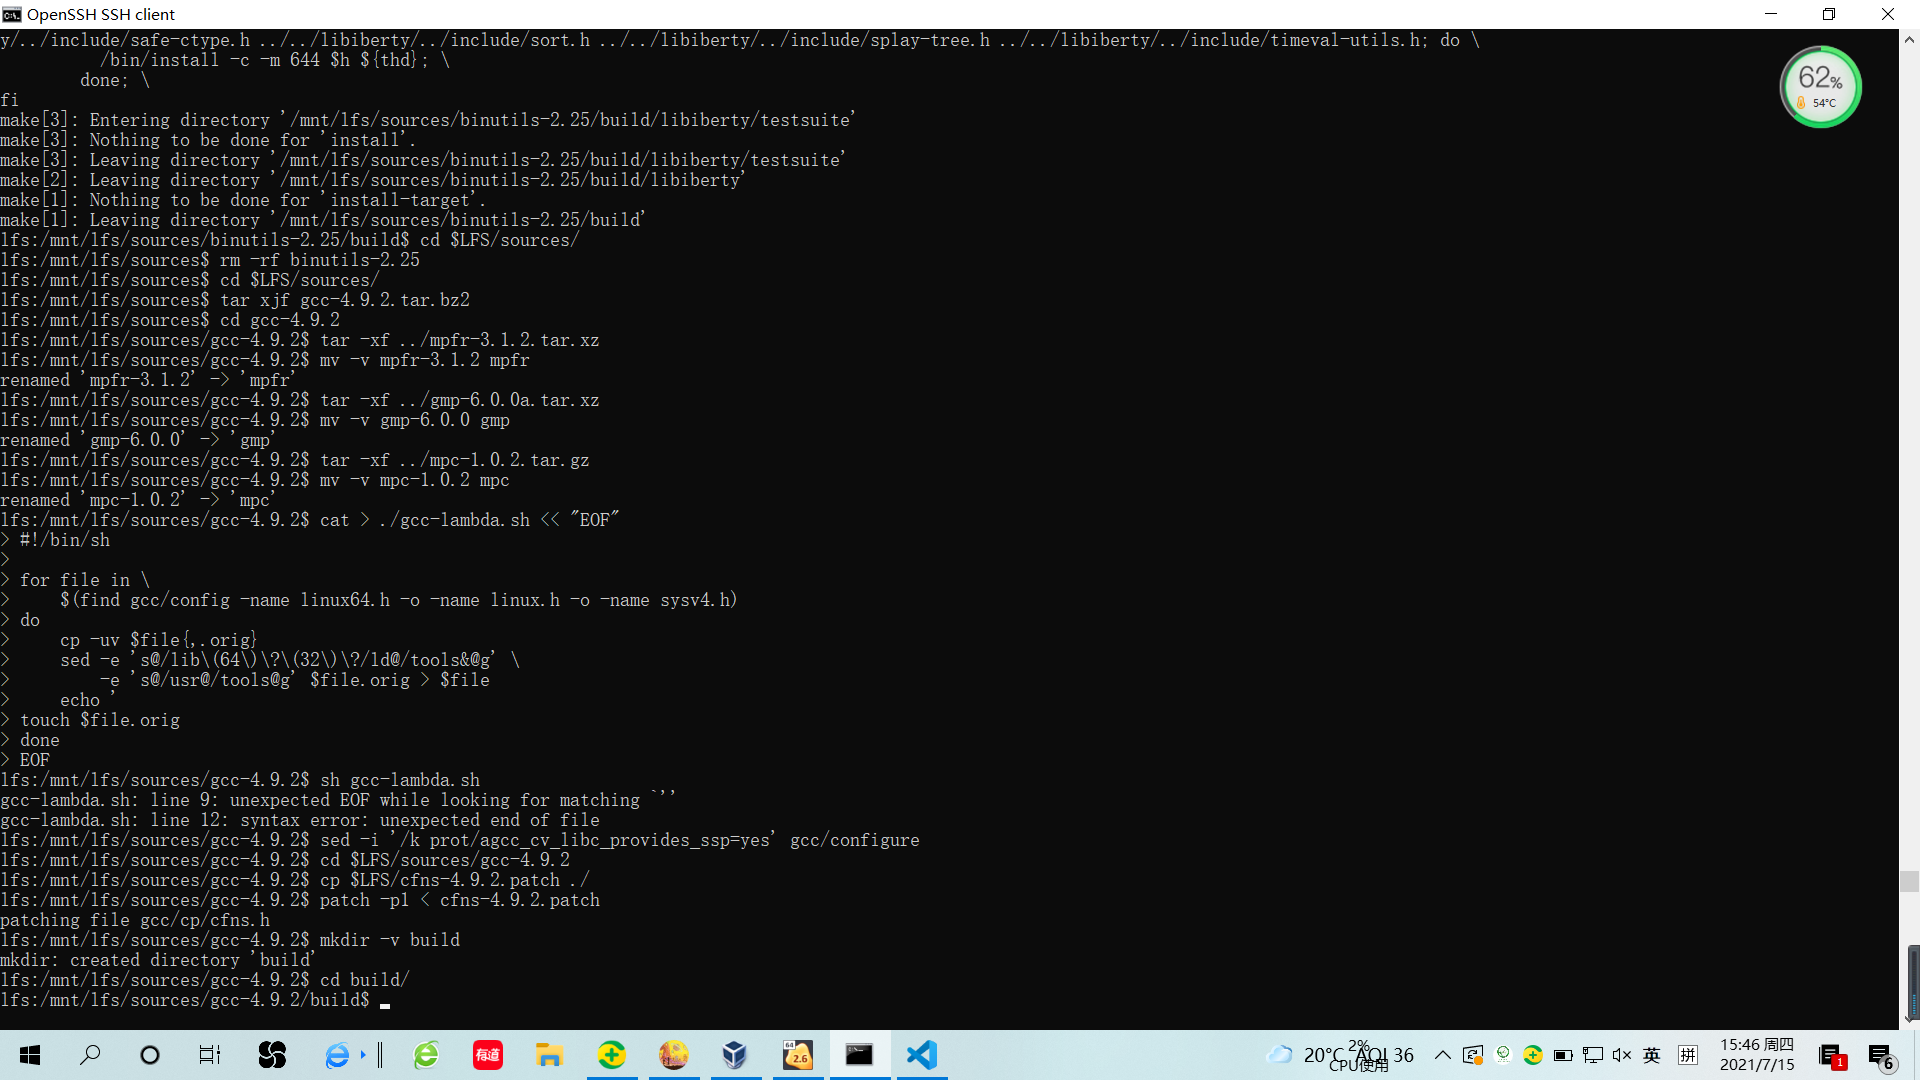 OpenSSH SSH client
y/../include/safe-ctype.h ../../libiberty/../include/sort.h ../../libiberty/../include/splay-tree.h ../../libiberty/../include/timeval-utils.h; do \
/bin/install -c -m 644 $h ${thd}; \
done; \
fi
make[3]: Entering directory '/mnt/lfs/sources/binutils-2.25/build/libiberty/testsuite'
make[3]: Nothing to be done for 'install'.
make[3]: Leaving directory '/mnt/lfs/sources/binutils-2.25/build/libiberty/testsuite'
make[2]: Leaving directory '/mnt/lfs/sources/binutils-2.25/build/libiberty'
make[1]: Nothing to be done for 'install-target'.
make[1]: Leaving directory '/mnt/lfs/sources/binutils-2.25/build'
lfs:/mnt/lfs/sources/binutils-2.25/build$ cd $LFS/sources/
lfs:/mnt/lfs/sources$ rm -rf binutils-2.25
lfs:/mnt/lfs/sources$ cd $LFS/sources/
lfs:/mnt/lfs/sources$ tar xjf gcc-4.9.2.tar.bz2
lfs:/mnt/lfs/sources$ cd gcc-4.9.2
lfs:/mnt/lfs/sources/gcc-4.9.2$ tar -xf ../mpfr-3.1.2.tar.xz
lfs:/mnt/lfs/sources/gcc-4.9.2$ mv -v mpfr-3.1.2 mpfr
renamed 'mpfr-3.1.2' -> 'mpfr'
lfs:/mnt/lfs/sources/gcc-4.9.2$ tar -xf ../gmp-6.0.0a.tar.xz
lfs:/mnt/lfs/sources/gcc-4.9.2$ mv -v gmp-6.0.0 gmp
renamed 'gmp-6.0.0' -> 'gmp'
lfs:/mnt/lfs/sources/gcc-4.9.2$ tar -xf ../mpc-1.0.2.tar.gz
lfs:/mnt/lfs/sources/gcc-4.9.2$ mv -v mpc-1.0.2 mpc
renamed 'mpc-1.0.2' -> 'mpc'
lfs:/mnt/lfs/sources/gcc-4.9.2$ cat > ./gcc-lambda.sh << "EOF"
> #!/bin/sh
>
> for file in \
>     $(find gcc/config -name linux64.h -o -name linux.h -o -name sysv4.h)
> do
>     cp -uv $file{,.orig}
>     sed -e 's@/lib\(64\)\?\(32\)\?/ld@/tools&@g' \
>         -e 's@/usr@/tools@g' $file.orig > $file
>     echo '
> touch $file.orig
> done
> EOF
lfs:/mnt/lfs/sources/gcc-4.9.2$ sh gcc-lambda.sh
gcc-lambda.sh: line 9: unexpected EOF while looking for matching `''
gcc-lambda.sh: line 12: syntax error: unexpected end of file
lfs:/mnt/lfs/sources/gcc-4.9.2$ sed -i '/k prot/agcc_cv_libc_provides_ssp=yes' gcc/configure
lfs:/mnt/lfs/sources/gcc-4.9.2$ cd $LFS/sources/gcc-4.9.2
lfs:/mnt/lfs/sources/gcc-4.9.2$ cp $LFS/cfns-4.9.2.patch ./
lfs:/mnt/lfs/sources/gcc-4.9.2$ patch -p1 < cfns-4.9.2.patch
patching file gcc/cp/cfns.h
lfs:/mnt/lfs/sources/gcc-4.9.2$ mkdir -v build
mkdir: created directory 'build'
lfs:/mnt/lfs/sources/gcc-4.9.2$ cd build/
lfs:/mnt/lfs/sources/gcc-4.9.2/build$
62%
54°C
有道
64
2.6
20°C AQI 36
2%
CPU使用
英
拼
15:46 周四
2021/7/15
1
6